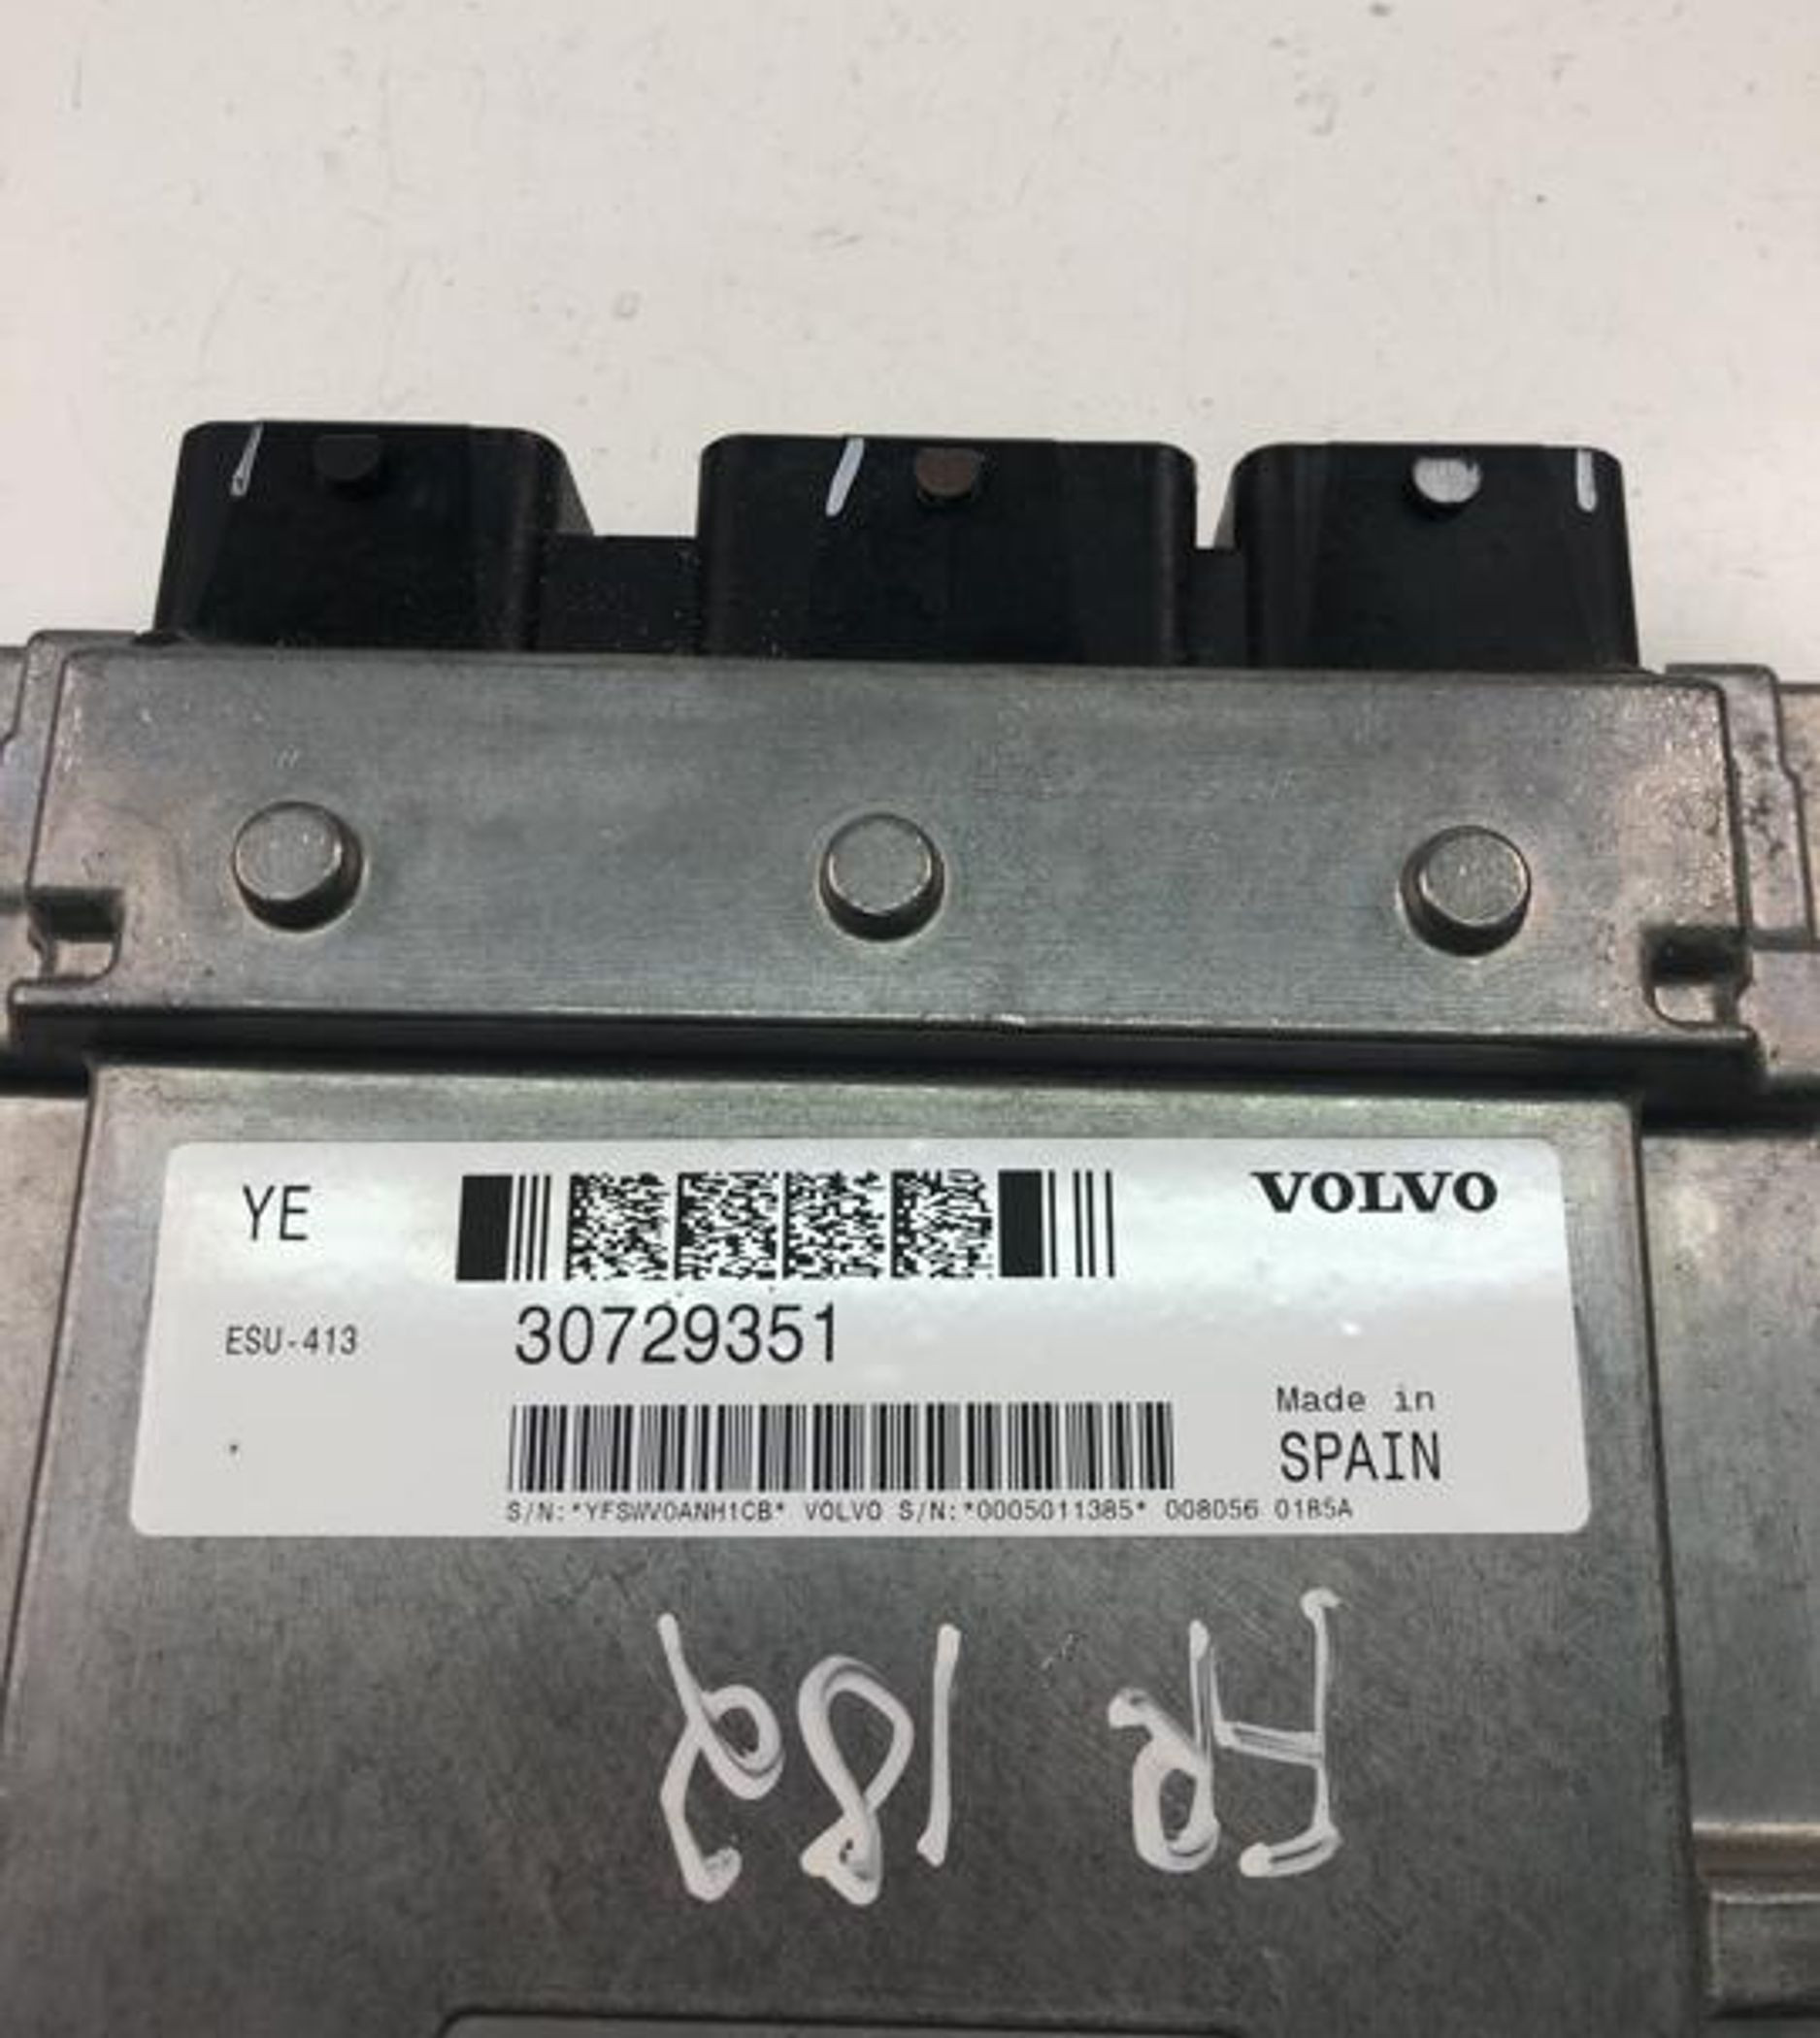 YE
VOLVO
ESU-413
30729351
Made in
SPAIN
S/N:*YFSWV0ANH1CB* VOLVO S/N:*0005011385* 008056 0185A
FR 182